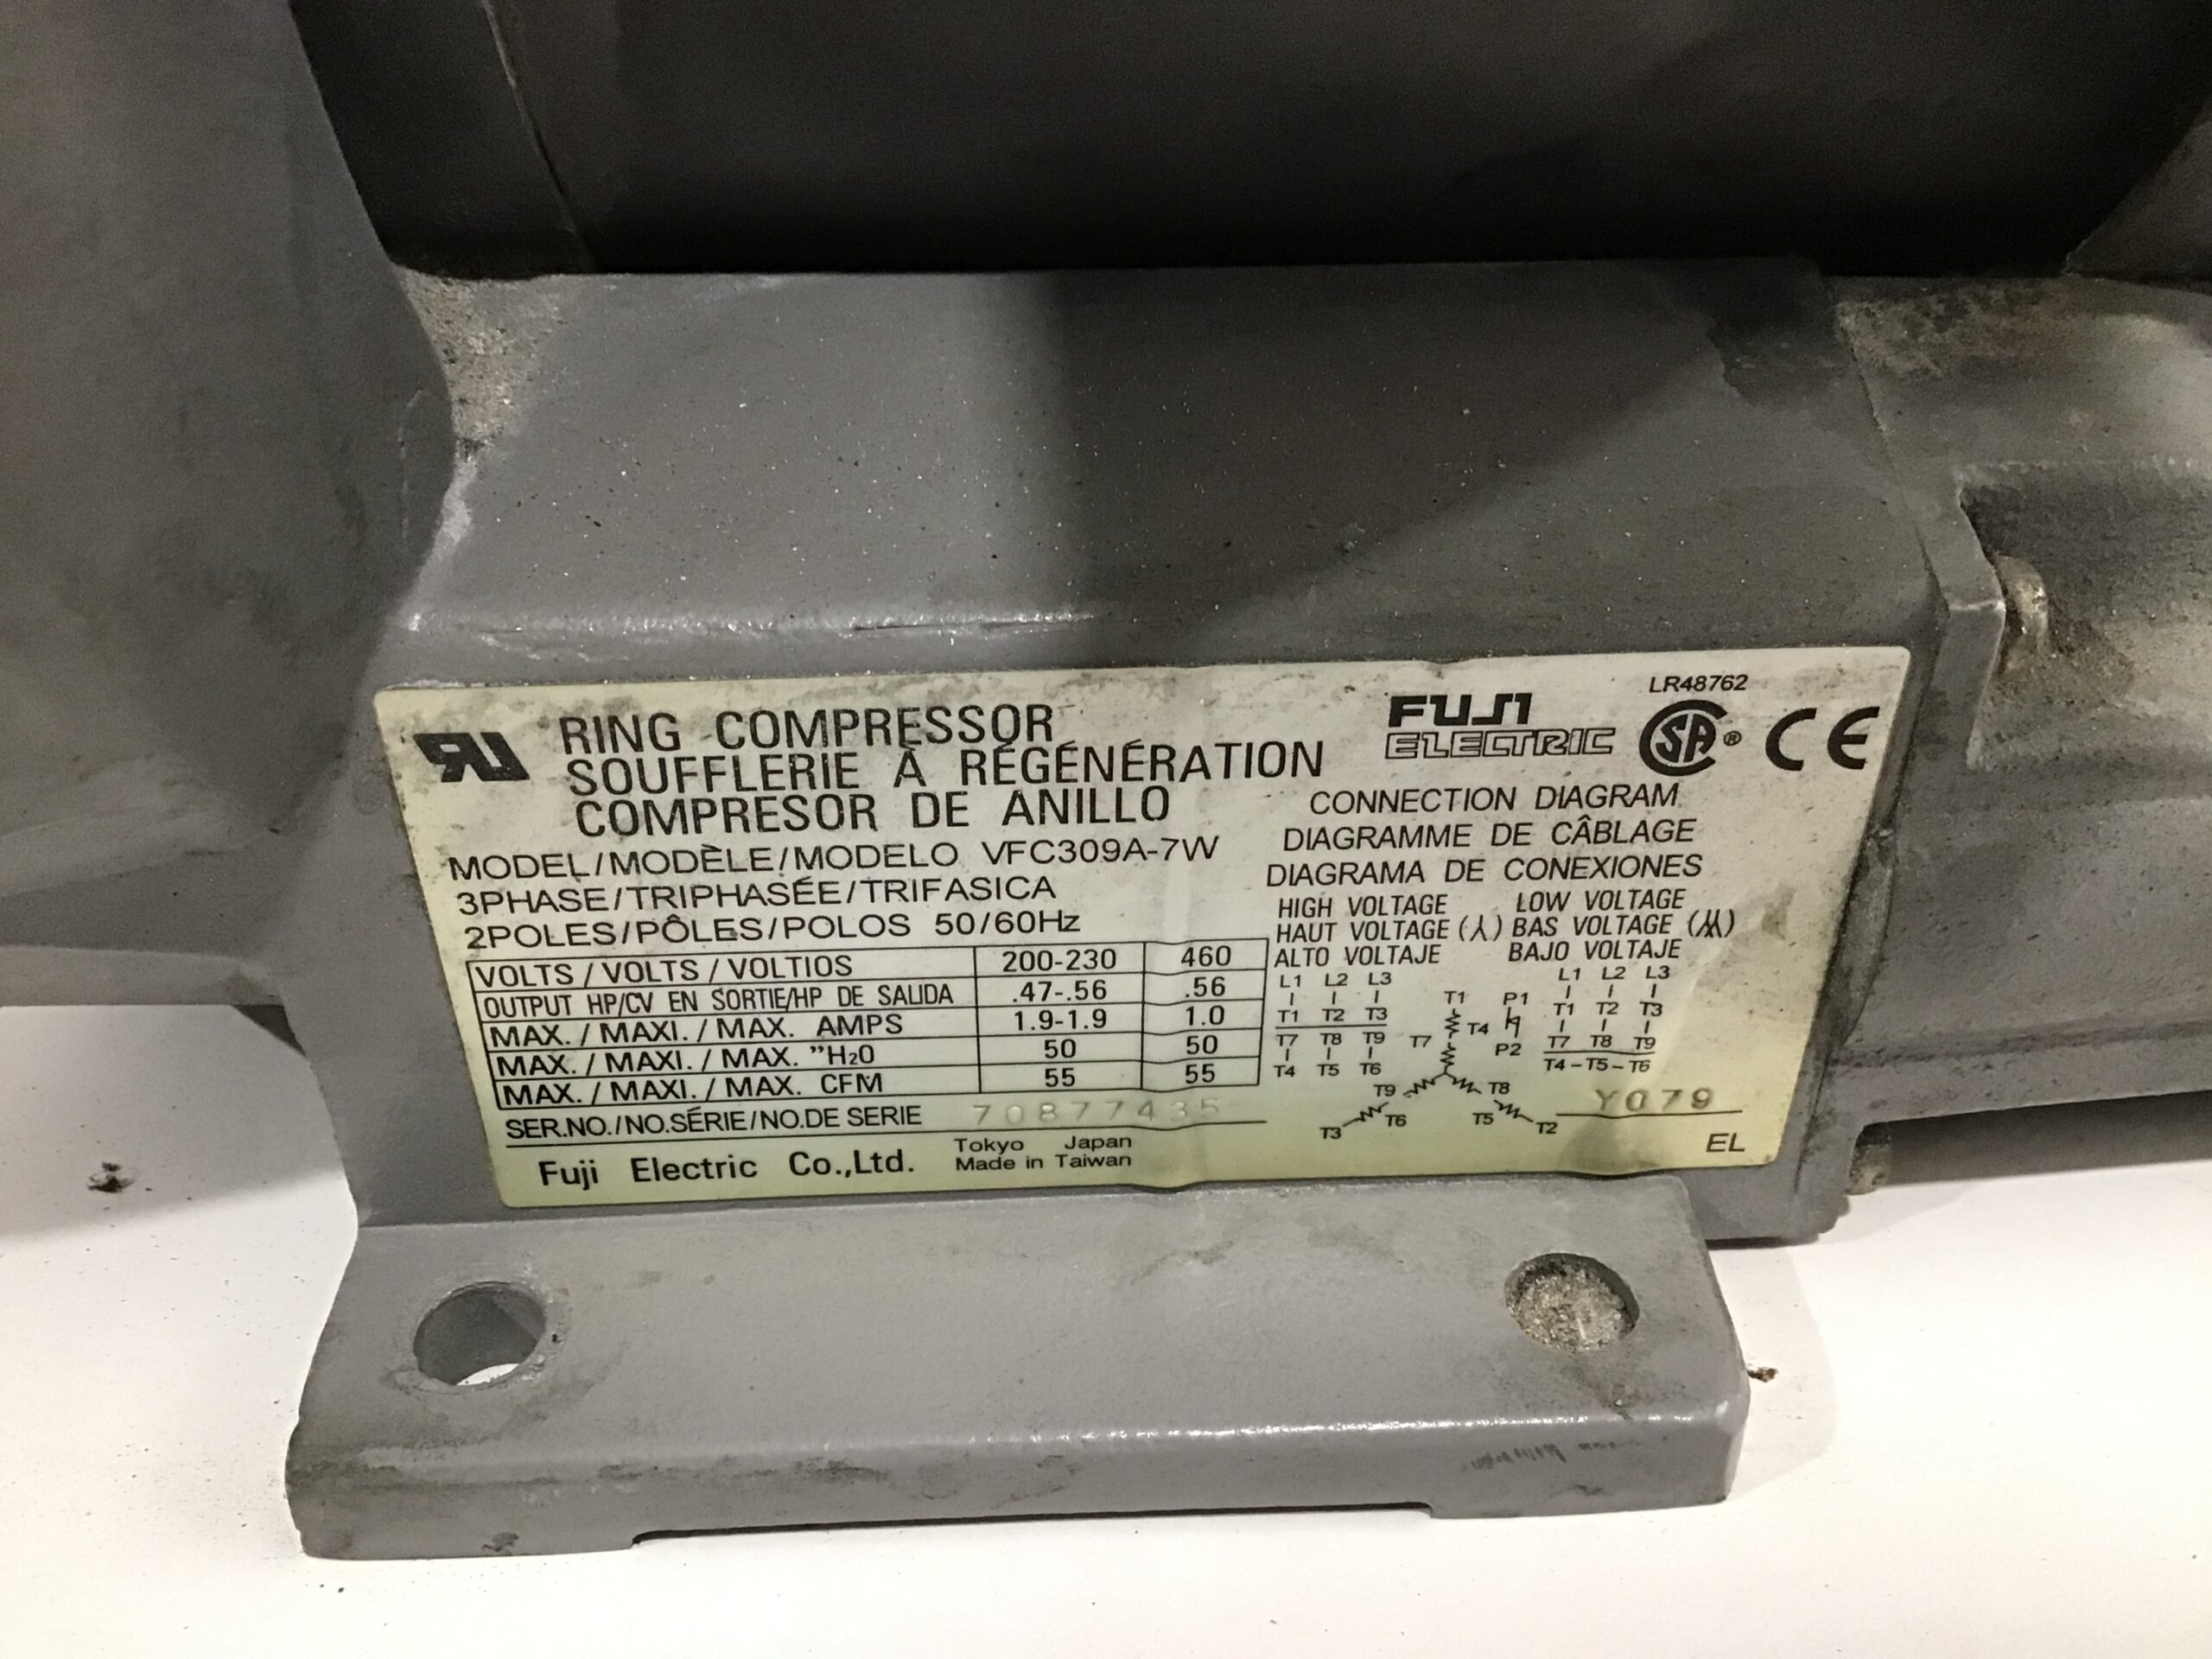 RING COMPRESSOR
SOUFFLERIE À RÉGÉNÉRATION
COMPRESOR DE ANILLO
MODEL/MODÈLE/MODELO VFC309A-7W
3PHASE/TRIPHASÉE/TRIFASICA
2POLES/PÔLES/POLOS 50/60Hz
VOLTS / VOLTS / VOLTIOS 200-230 460
OUTPUT HP/CV EN SORTIE/HP DE SALIDA .47-.56 .56
MAX. / MAXI. / MAX. AMPS 1.9-1.9 1.0
MAX. / MAXI. / MAX. "H₂O 50 50
MAX. / MAXI. / MAX. CFM 55 55
SER.NO./NO.SÉRIE/NO.DE SERIE 70877435
Fuji Electric Co.,Ltd.
Tokyo Japan
Made in Taiwan
FUJI
ELECTRIC
LR48762
SA ®
CE
CONNECTION DIAGRAM
DIAGRAMME DE CÂBLAGE
DIAGRAMA DE CONEXIONES
HIGH VOLTAGE
HAUT VOLTAGE (⅄)
ALTO VOLTAJE
L1 L2 L3
T1 T2 T3
T7 T8 T9
T4 T5 T6
T1
T4
T7
T9 T8
T6 T5
T3 T2
P1
P2
LOW VOLTAGE
BAS VOLTAGE (⅄⅄)
BAJO VOLTAJE
L1 L2 L3
T1 T2 T3
T7 T8 T9
T4-T5-T6
Y079
EL